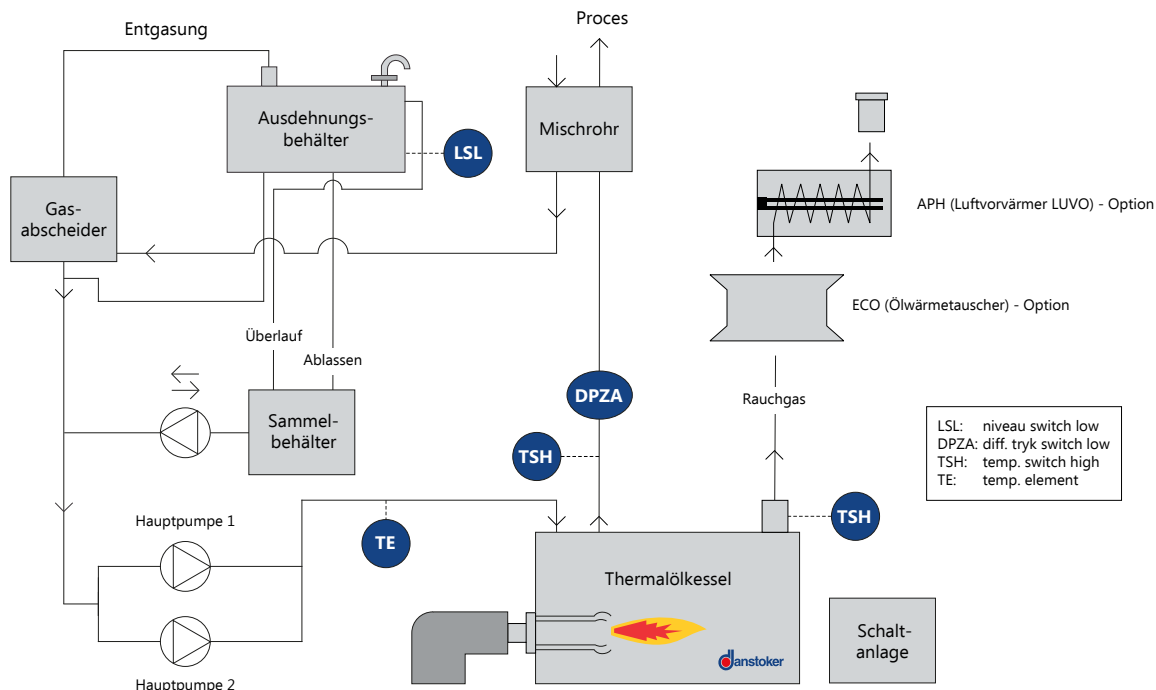 Entgasung
Proces
Ausdehnungs-
behälter
LSL
Mischrohr
Gas-
abscheider
APH (Luftvorwärmer LUVO) - Option
ECO (Ölwärmetauscher) - Option
Überlauf
Ablassen
DPZA
Rauchgas
Sammel-
behälter
TSH
LSL: niveau switch low
DPZA: diff. tryk switch low
TSH: temp. switch high
TE: temp. element
Hauptpumpe 1
TE
TSH
Thermalölkessel
danstoker
Schalt-
anlage
Hauptpumpe 2